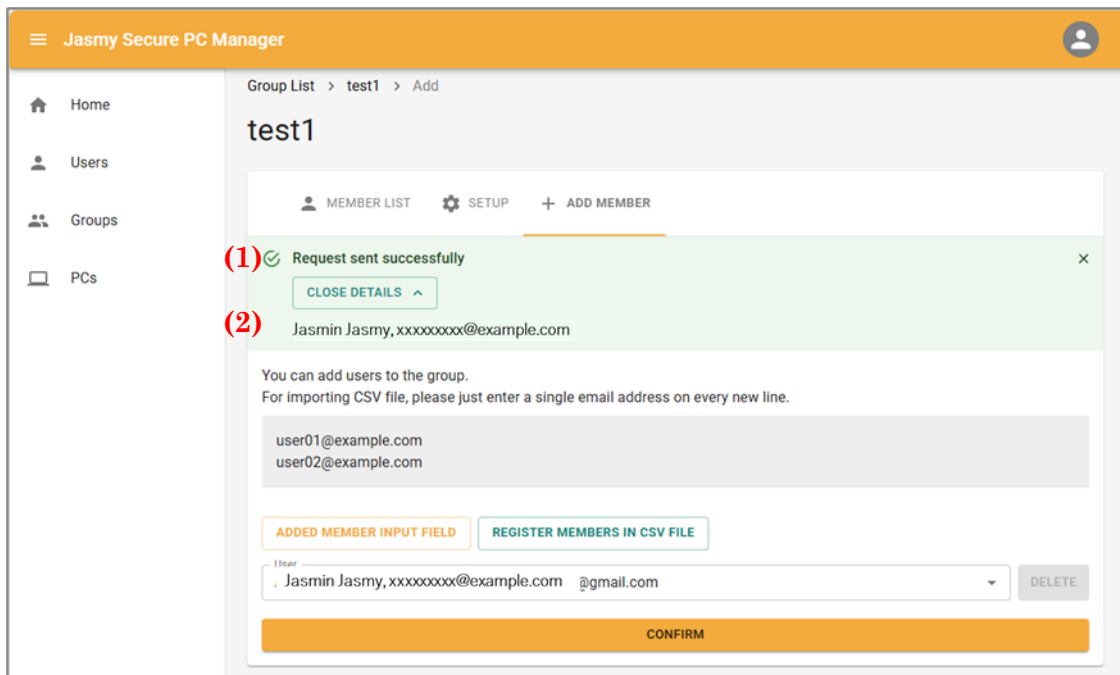 Jasmy Secure PC Manager
Home
Users
Groups
PCs
Group List > test1 > Add
test1
MEMBER LIST
SETUP
+ ADD MEMBER
(1) Request sent successfully
CLOSE DETAILS
(2) Jasmin Jasmy, xxxxxxxxx@example.com
You can add users to the group.
For importing CSV file, please just enter a single email address on every new line.
user01@example.com
user02@example.com
ADDED MEMBER INPUT FIELD
REGISTER MEMBERS IN CSV FILE
User
Jasmin Jasmy, xxxxxxxxx@example.com @gmail.com
DELETE
CONFIRM